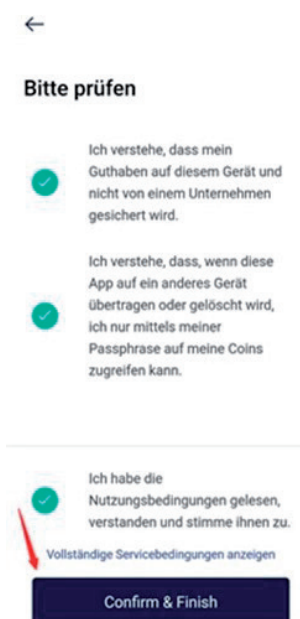 Bitte prüfen
Ich verstehe, dass mein
Guthaben auf diesem Gerät und
nicht von einem Unternehmen
gesichert wird.
Ich verstehe, dass, wenn diese
App auf ein anderes Gerät
übertragen oder gelöscht wird,
ich nur mittels meiner
Passphrase auf meine Coins
zugreifen kann.
Ich habe die
Nutzungsbedingungen gelesen,
verstanden und stimme ihnen zu.
Vollständige Servicebedingungen anzeigen
Confirm & Finish